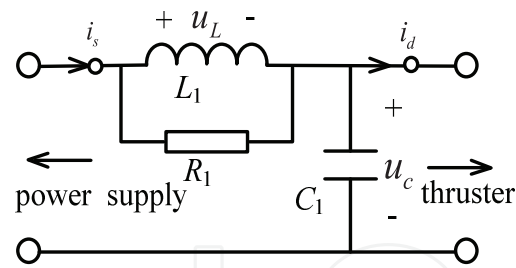 + u_L -
i_s
i_d
L_1
+
R_1
u_c
C_1
power supply
thruster
-